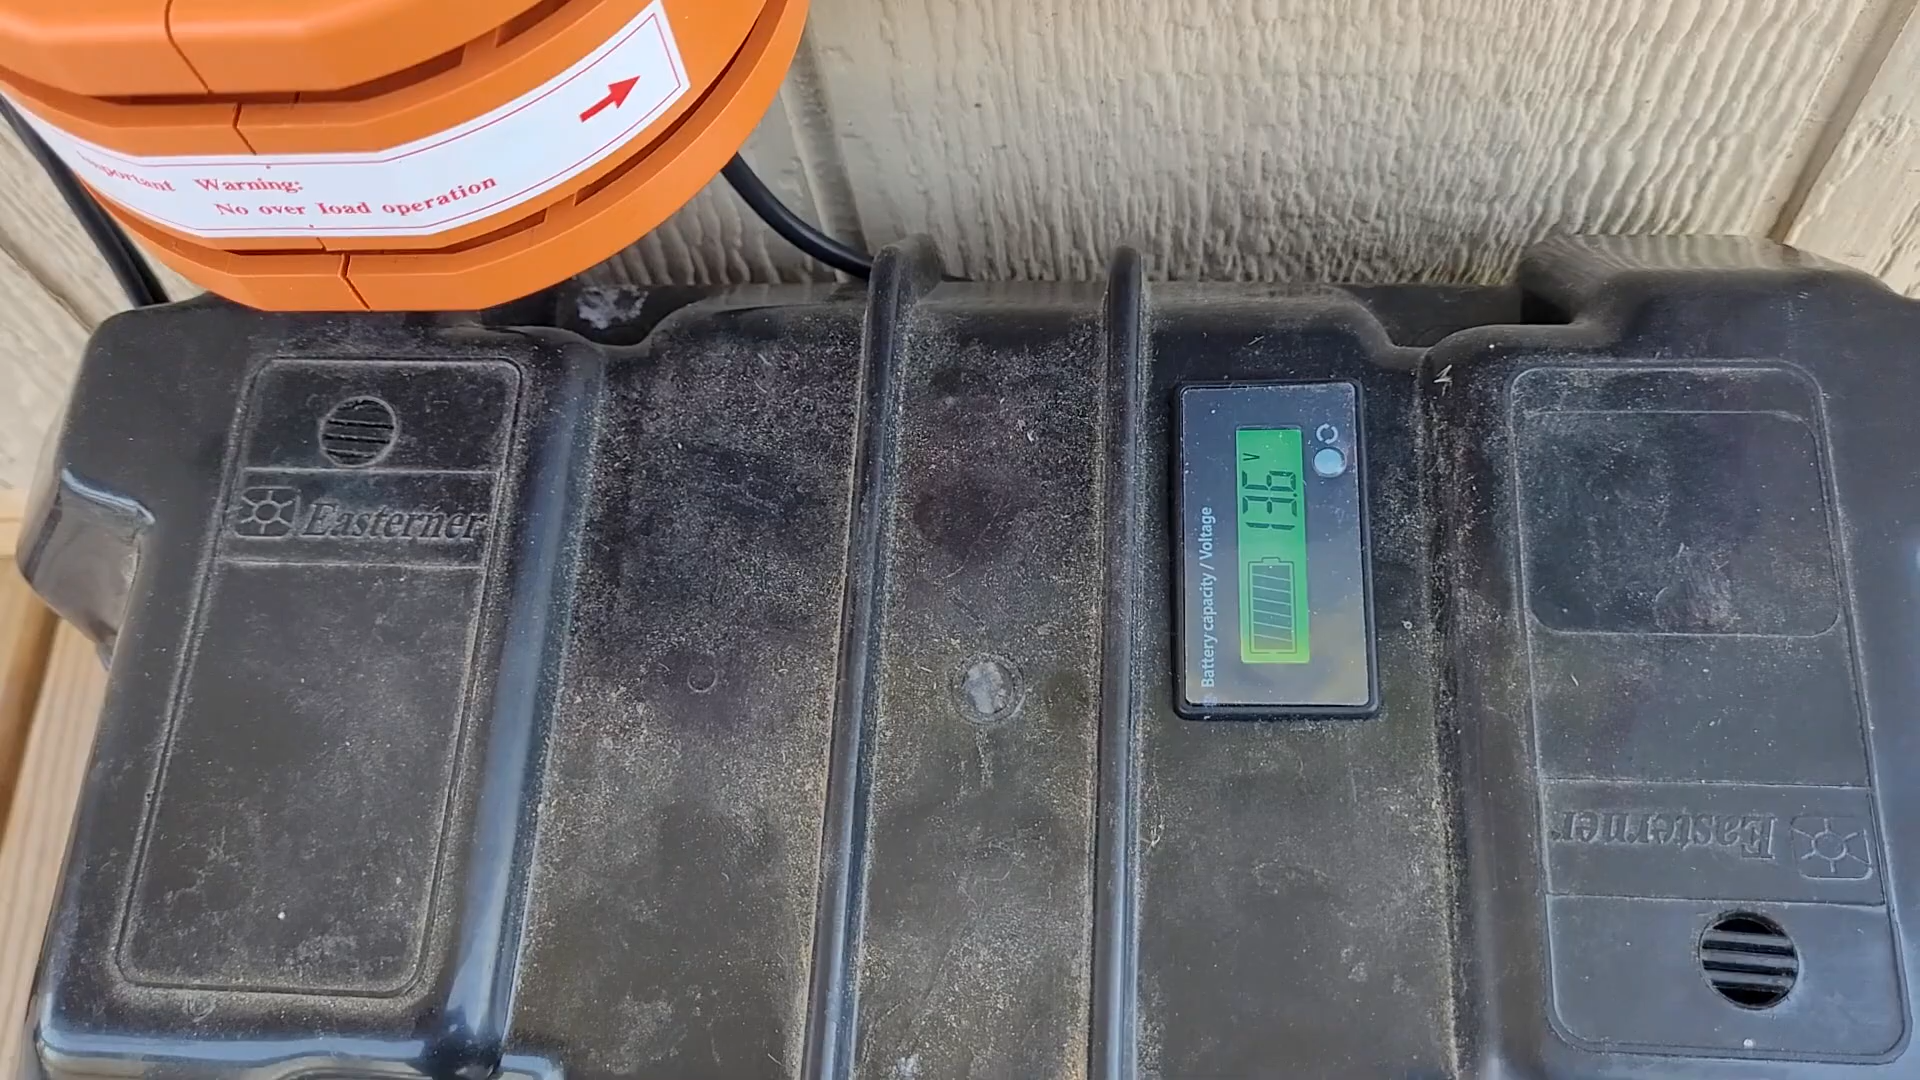 Important Warning:
No over load operation
Easterner
Battery capacity / Voltage
13.6 V
Easterner